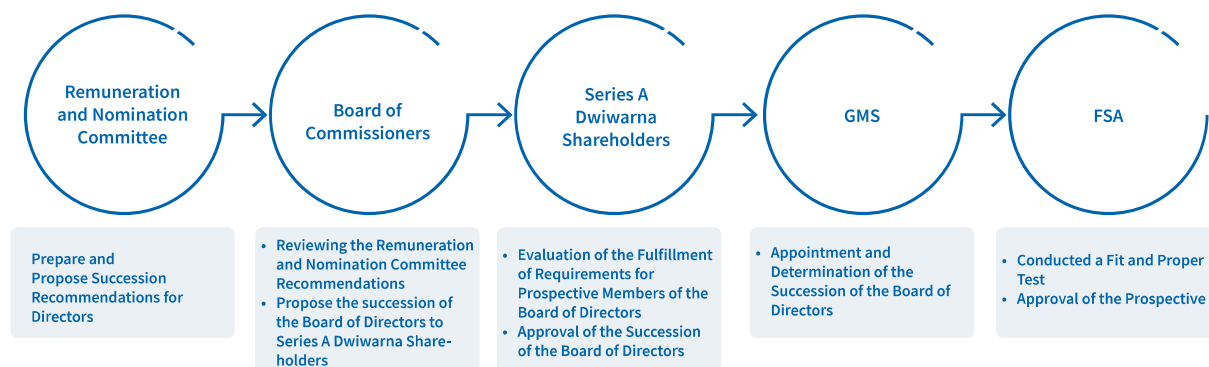 Remuneration
and Nomination
Committee
Board of
Commissioners
Series A
Dwiwarna
Shareholders
GMS
FSA
Prepare and
Propose Succession
Recommendations for
Directors
• Reviewing the Remuneration
and Nomination Committee
Recommendations
• Propose the succession of
the Board of Directors to
Series A Dwiwarna Share-
holders
• Evaluation of the Fulfillment
of Requirements for
Prospective Members of the
Board of Directors
• Approval of the Succession
of the Board of Directors
• Appointment and
Determination of the
Succession of the Board of
Directors
• Conducted a Fit and Proper
Test
• Approval of the Prospective